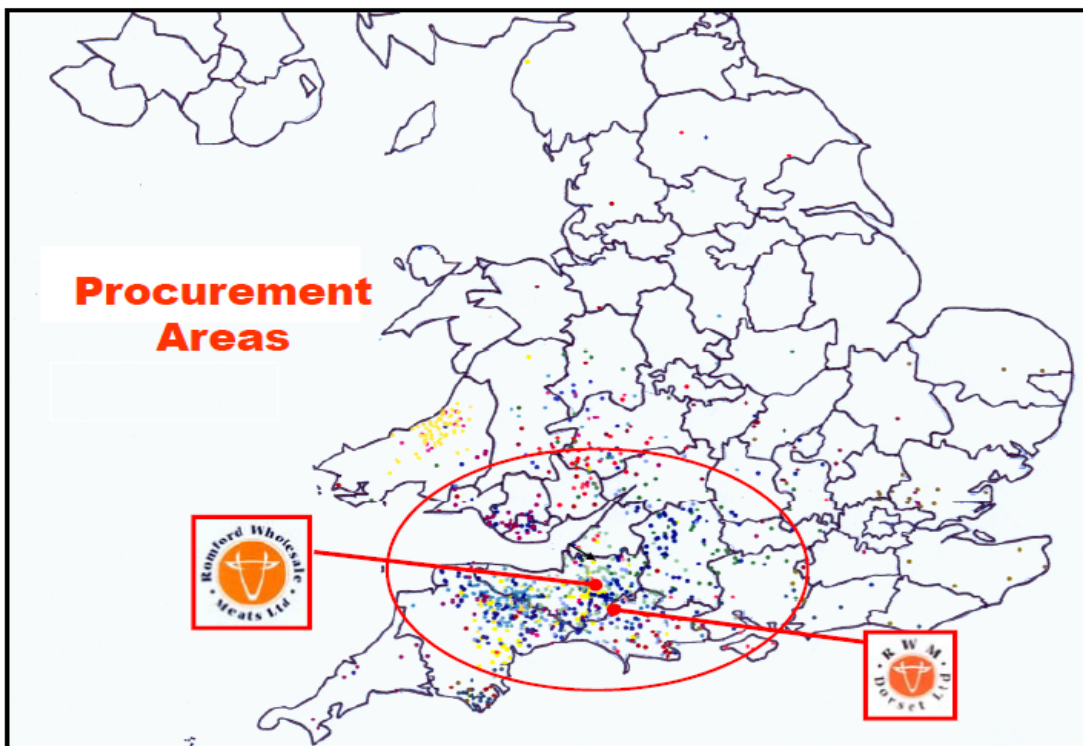 Procurement
Areas
Romford Wholesale
Meats Ltd
R W M
Dorset Ltd